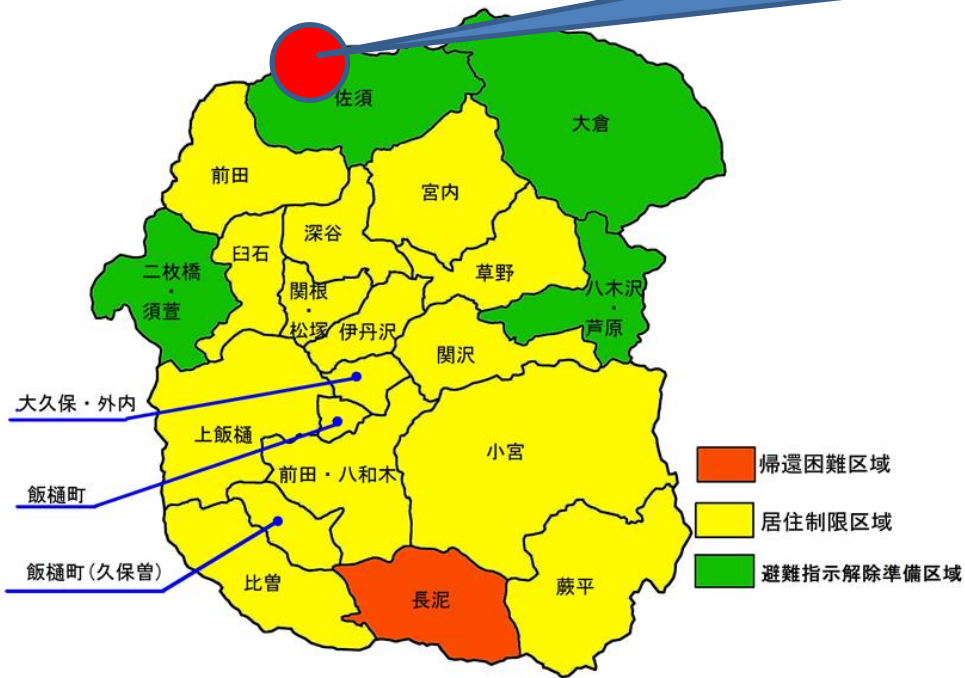 佐須
大倉
前田
宮内
深谷
臼石
草野
二枚橋
・
須萱
関根
・
松塚
八木沢
・
芦原
伊丹沢
関沢
大久保・外内
上飯樋
小宮
前田・八和木
帰還困難区域
飯樋町
居住制限区域
飯樋町(久保曽)
避難指示解除準備区域
比曽
蕨平
長泥